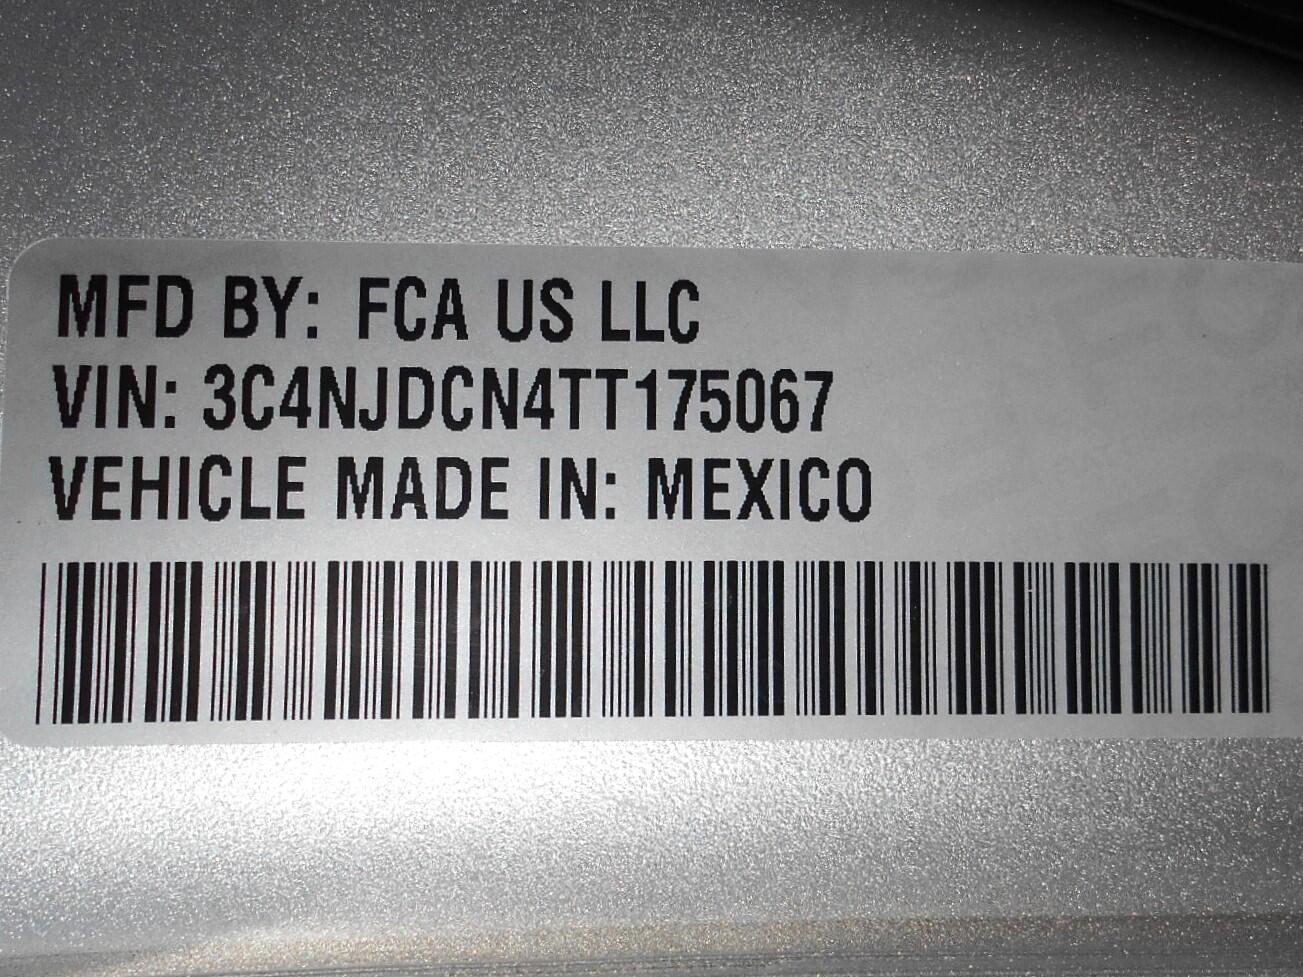 MFD BY: FCA US LLC
VIN: 3C4NJDCN4TT175067
VEHICLE MADE IN: MEXICO